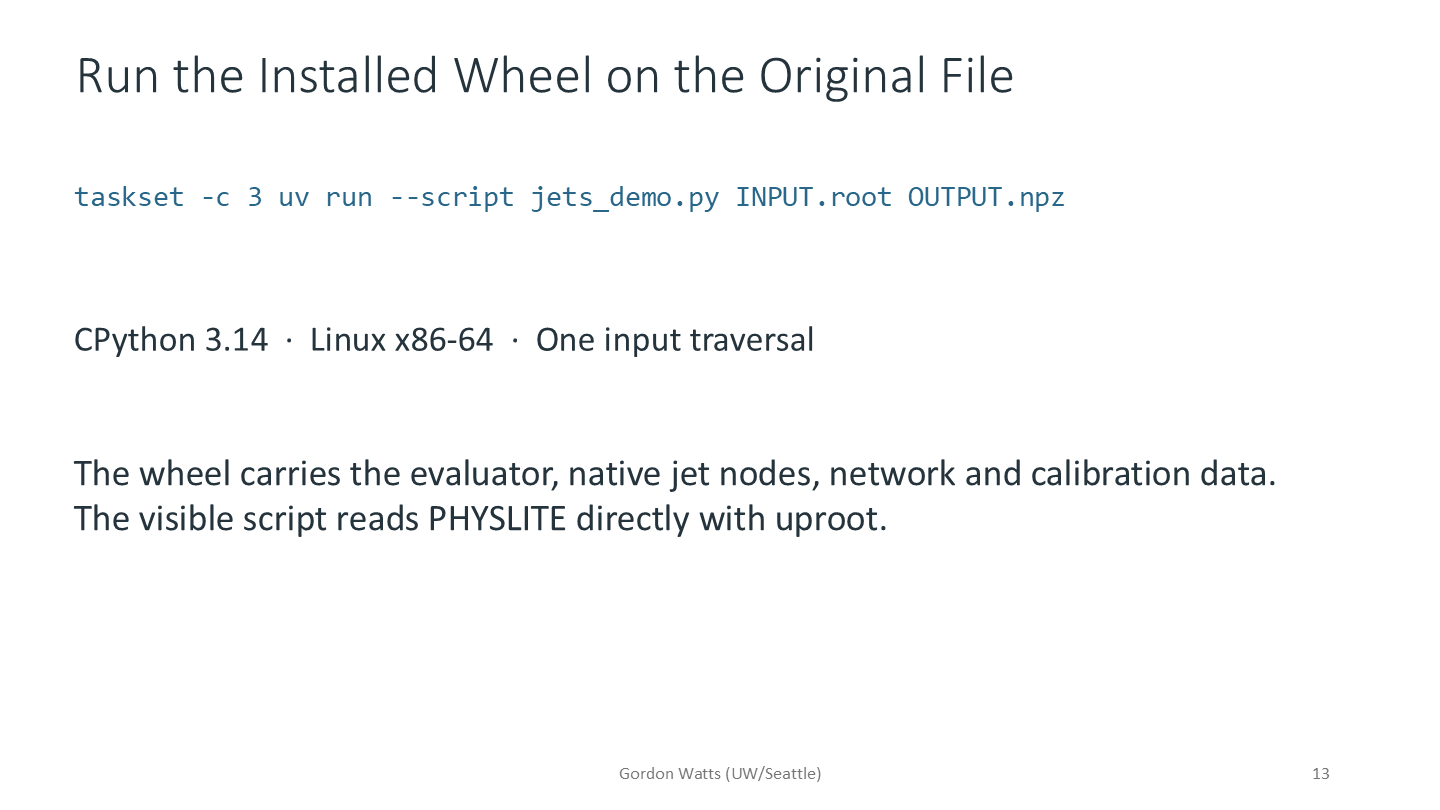 Run the Installed Wheel on the Original File
taskset -c 3 uv run --script jets_demo.py INPUT.root OUTPUT.npz
CPython 3.14 · Linux x86-64 · One input traversal
The wheel carries the evaluator, native jet nodes, network and calibration data.
The visible script reads PHYSLITE directly with uproot.
Gordon Watts (UW/Seattle)
13